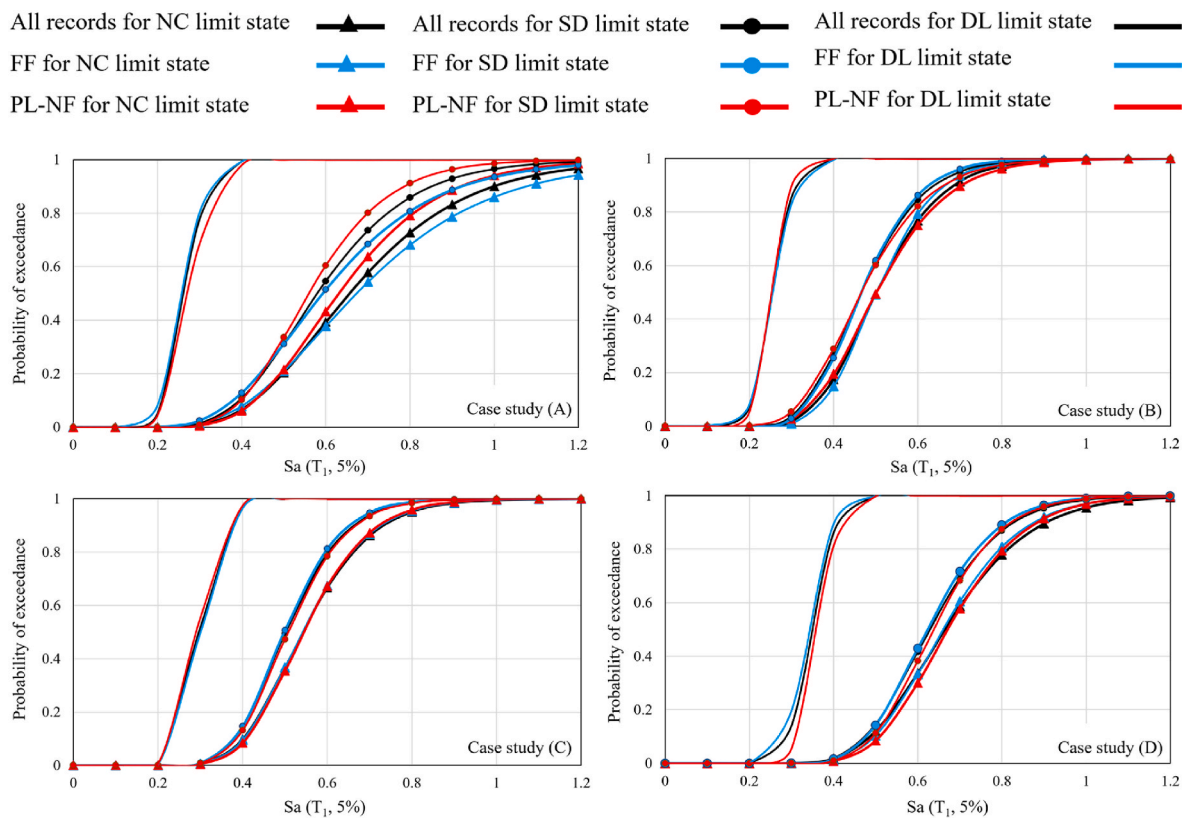 All records for NC limit state All records for SD limit state All records for DL limit state
FF for NC limit state FF for SD limit state FF for DL limit state
PL-NF for NC limit state PL-NF for SD limit state PL-NF for DL limit state
Probability of exceedance
1
0.8
0.6
0.4
0.2
0
0 0.2 0.4 0.6 0.8 1 1.2
Case study (A)
Sa (T₁, 5%)
Probability of exceedance
1
0.8
0.6
0.4
0.2
0
0 0.2 0.4 0.6 0.8 1 1.2
Case study (B)
Sa (T₁, 5%)
Probability of exceedance
1
0.8
0.6
0.4
0.2
0
0 0.2 0.4 0.6 0.8 1 1.2
Case study (C)
Sa (T₁, 5%)
Probability of exceedance
1
0.8
0.6
0.4
0.2
0
0 0.2 0.4 0.6 0.8 1 1.2
Case study (D)
Sa (T₁, 5%)